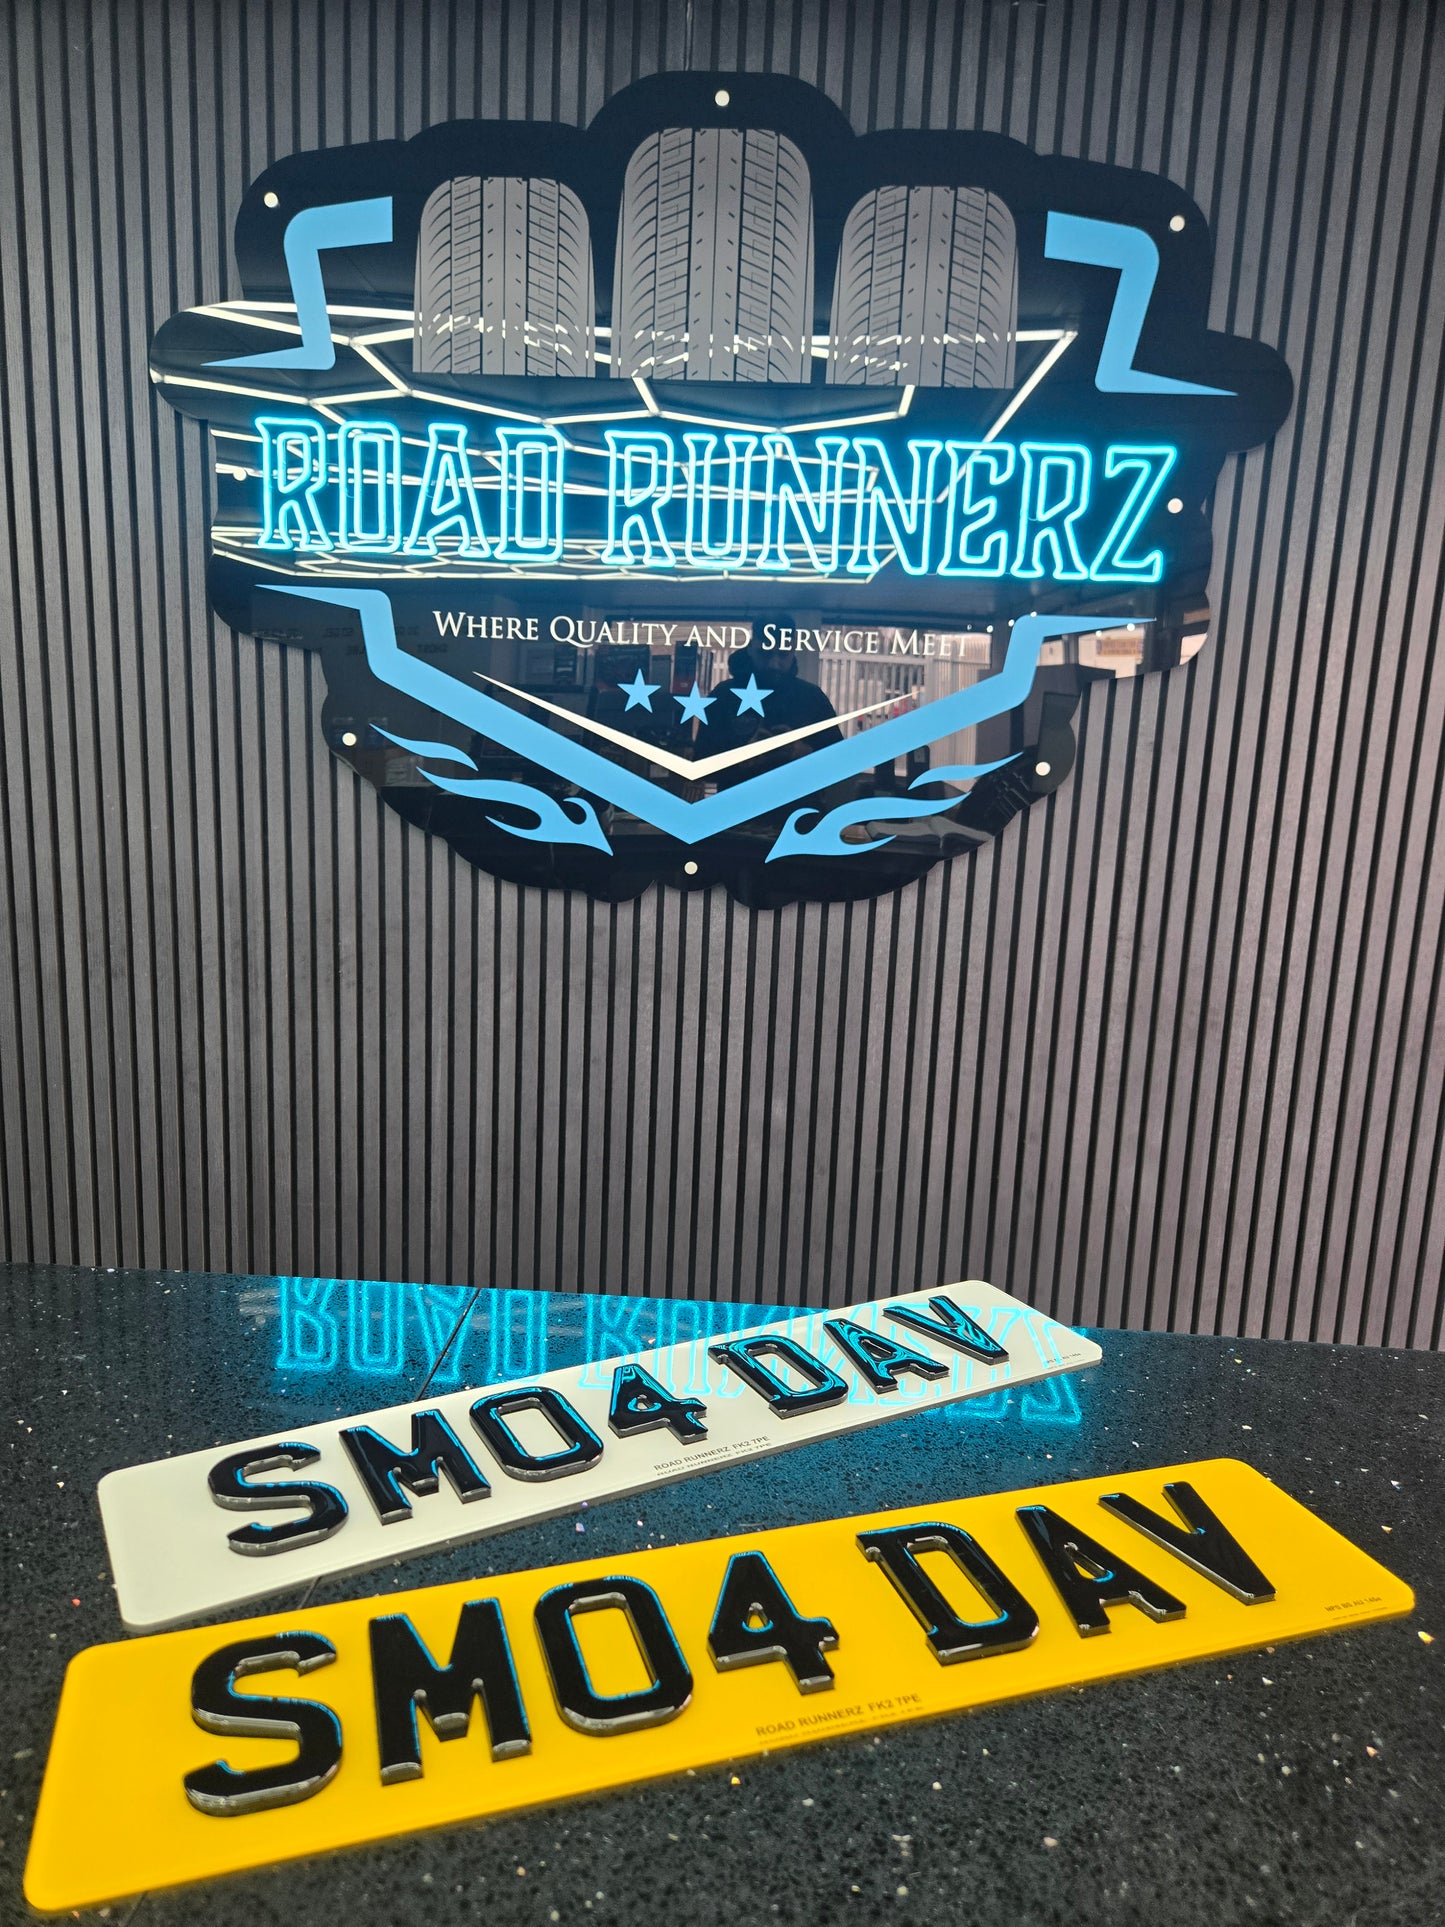 ROAD RUNNERZ
WHERE QUALITY AND SERVICE MEET
SM04 DAV
ROAD RUNNERZ FK2 7PE
SM04 DAV
ROAD RUNNERZ FK2 7PE